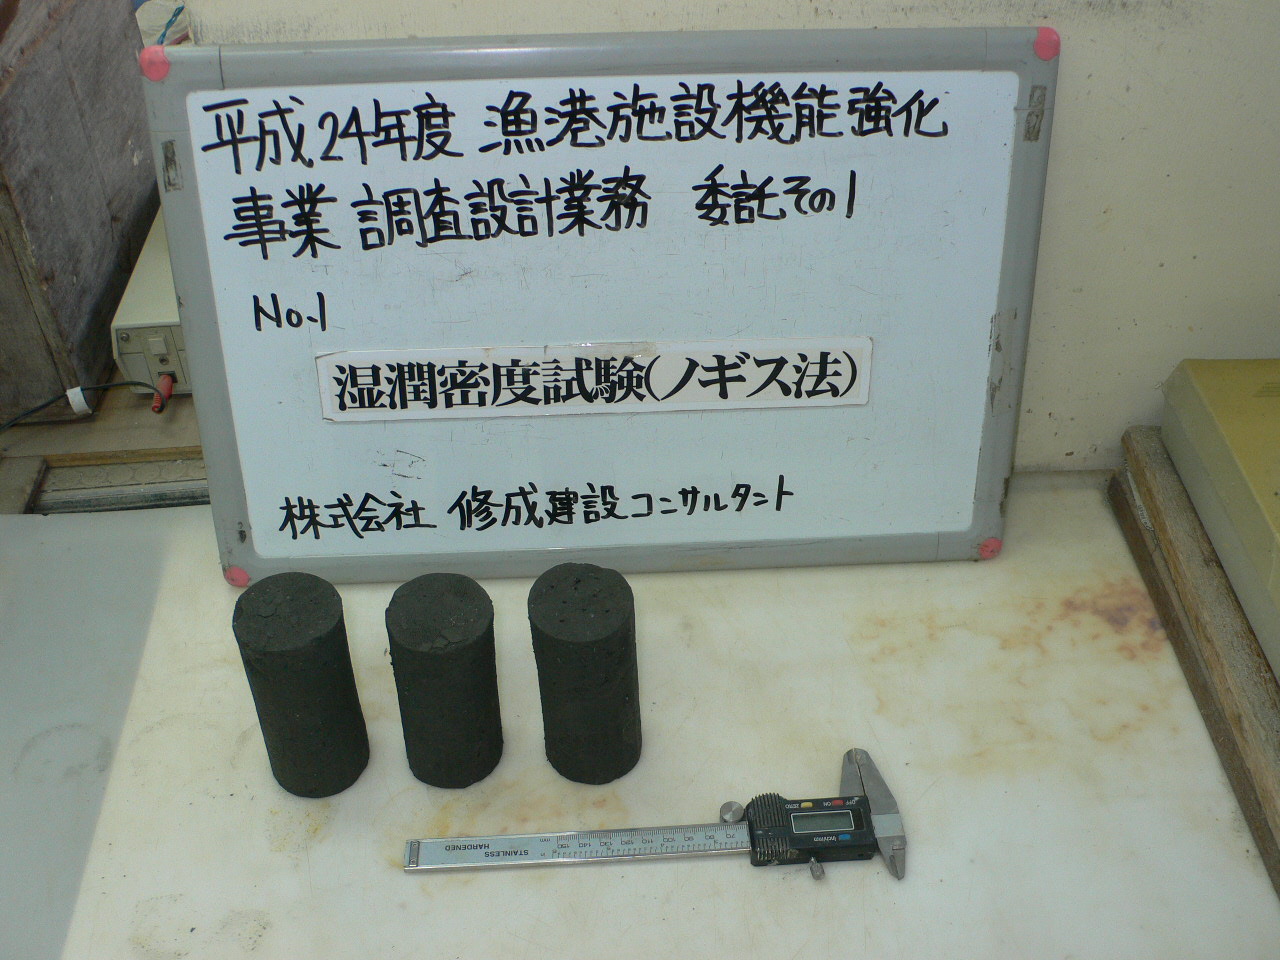 平成24年度 漁港施設機能強化
事業 調査設計業務 委託その1
No.1
湿潤密度試験(ノギス法)
株式会社 修成建設コンサルタント
OFF ON ZERO
in/mm
70 80 90 100 110 120 130 140 150
mm
in
STAINLESS
HARDENED